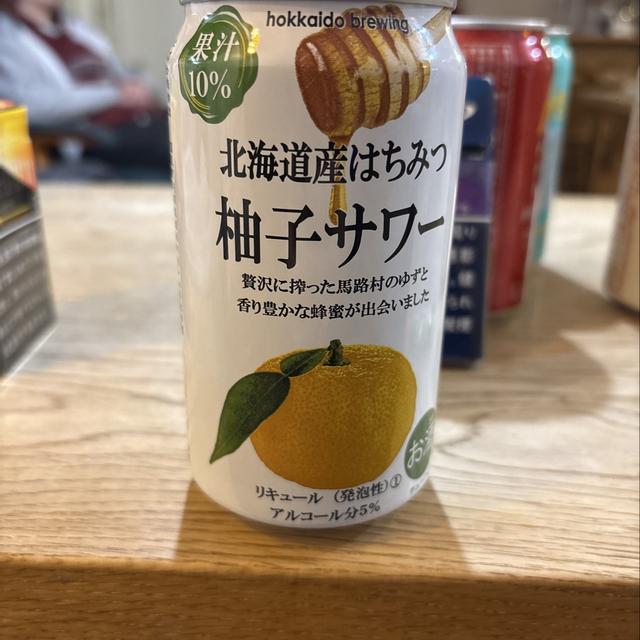 hokkaido brewing
果汁
10%
北海道産はちみつ
柚子サワー
贅沢に搾った馬路村のゆずと
香り豊かな蜂蜜が出会いました
お
リキュール (発泡性)①
アルコール分5%